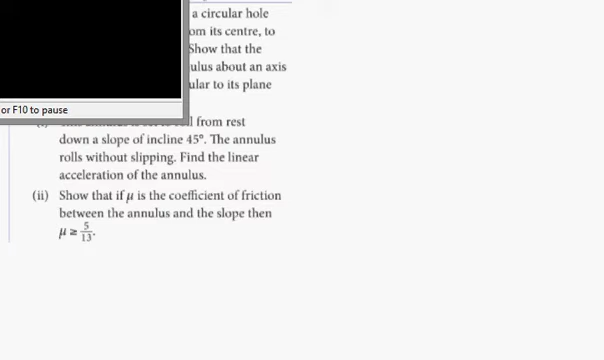 a circular hole
om its centre, to
Show that the
ulus about an axis
ular to its plane
or F10 to pause
l from rest
down a slope of incline 45°. The annulus
rolls without slipping. Find the linear
acceleration of the annulus.
(ii) Show that if μ is the coefficient of friction
between the annulus and the slope then
μ ≥ 5/13.